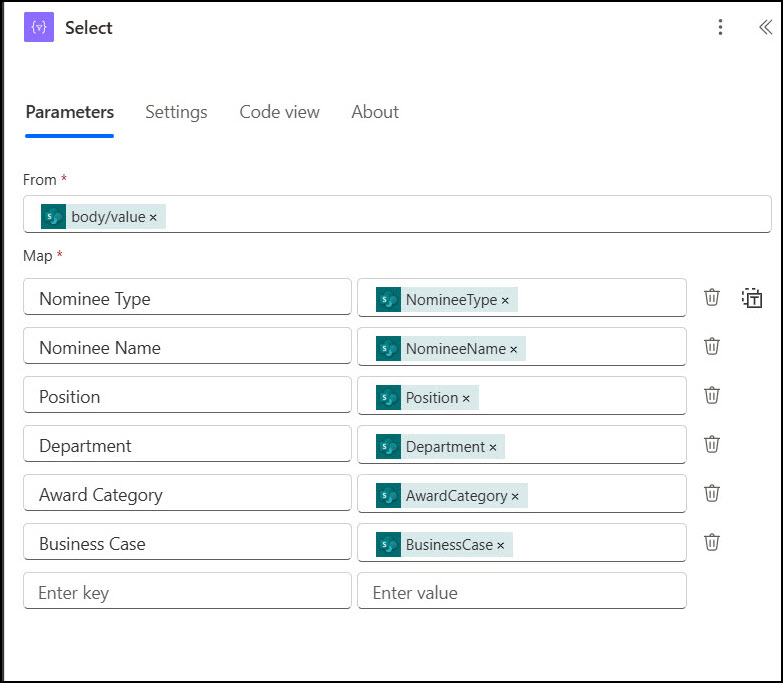 Select
Parameters Settings Code view About
From *
body/value ×
Map *
Nominee Type NomineeType ×
Nominee Name NomineeName ×
Position Position ×
Department Department ×
Award Category AwardCategory ×
Business Case BusinessCase ×
Enter key Enter value